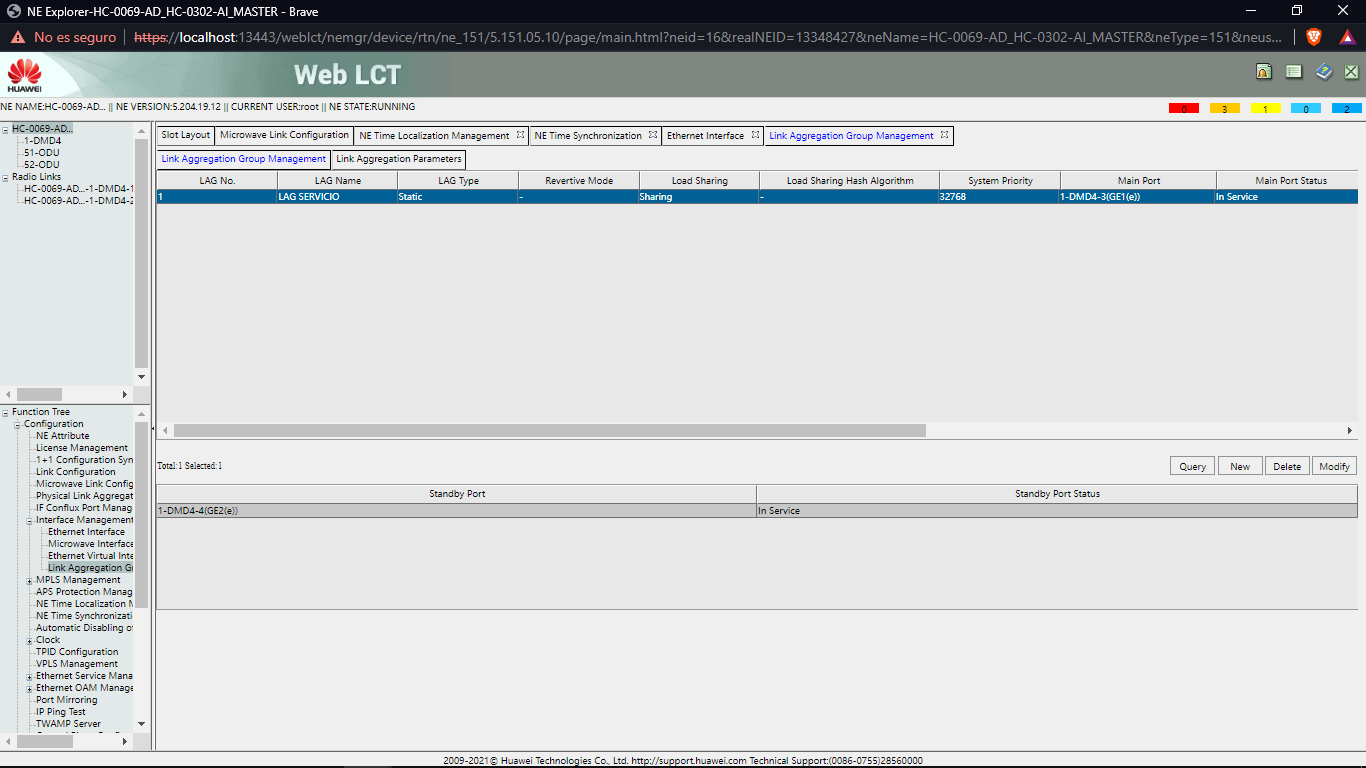 NE Explorer-HC-0069-AD_HC-0302-AI_MASTER - Brave
No es seguro https://localhost:13443/weblct/nemgr/device/rtn/ne_151/5.151.05.10/page/main.html?neid=16&realNEID=13348427&neName=HC-0069-AD_HC-0302-AI_MASTER&neType=151&neus...
HUAWEI Web LCT
NE NAME:HC-0069-AD... || NE VERSION:5.204.19.12 || CURRENT USER:root || NE STATE:RUNNING 0 3 1 0 2
HC-0069-AD...
1-DMD4
51-ODU
52-ODU
Radio Links
HC-0069-AD...-1-DMD4-1
HC-0069-AD...-1-DMD4-2
Function Tree
Configuration
NE Attribute
License Management
1+1 Configuration Syn
Link Configuration
Microwave Link Config
Physical Link Aggregat
IF Conflux Port Manag
Interface Management
Ethernet Interface
Microwave Interface
Ethernet Virtual Inte
Link Aggregation Gr
MPLS Management
APS Protection Manag
NE Time Localization M
NE Time Synchronizati
Automatic Disabling of
Clock
TPID Configuration
VPLS Management
Ethernet Service Mana
Ethernet OAM Manage
Port Mirroring
IP Ping Test
TWAMP Server
Slot Layout Microwave Link Configuration NE Time Localization Management NE Time Synchronization Ethernet Interface Link Aggregation Group Management
Link Aggregation Group Management Link Aggregation Parameters
LAG No. LAG Name LAG Type Revertive Mode Load Sharing Load Sharing Hash Algorithm System Priority Main Port Main Port Status
1 LAG SERVICIO Static - Sharing - 32768 1-DMD4-3(GE1(e)) In Service
Total:1 Selected:1 Query New Delete Modify
Standby Port Standby Port Status
1-DMD4-4(GE2(e)) In Service
2009-2021© Huawei Technologies Co., Ltd. http://support.huawei.com Technical Support:(0086-0755)28560000